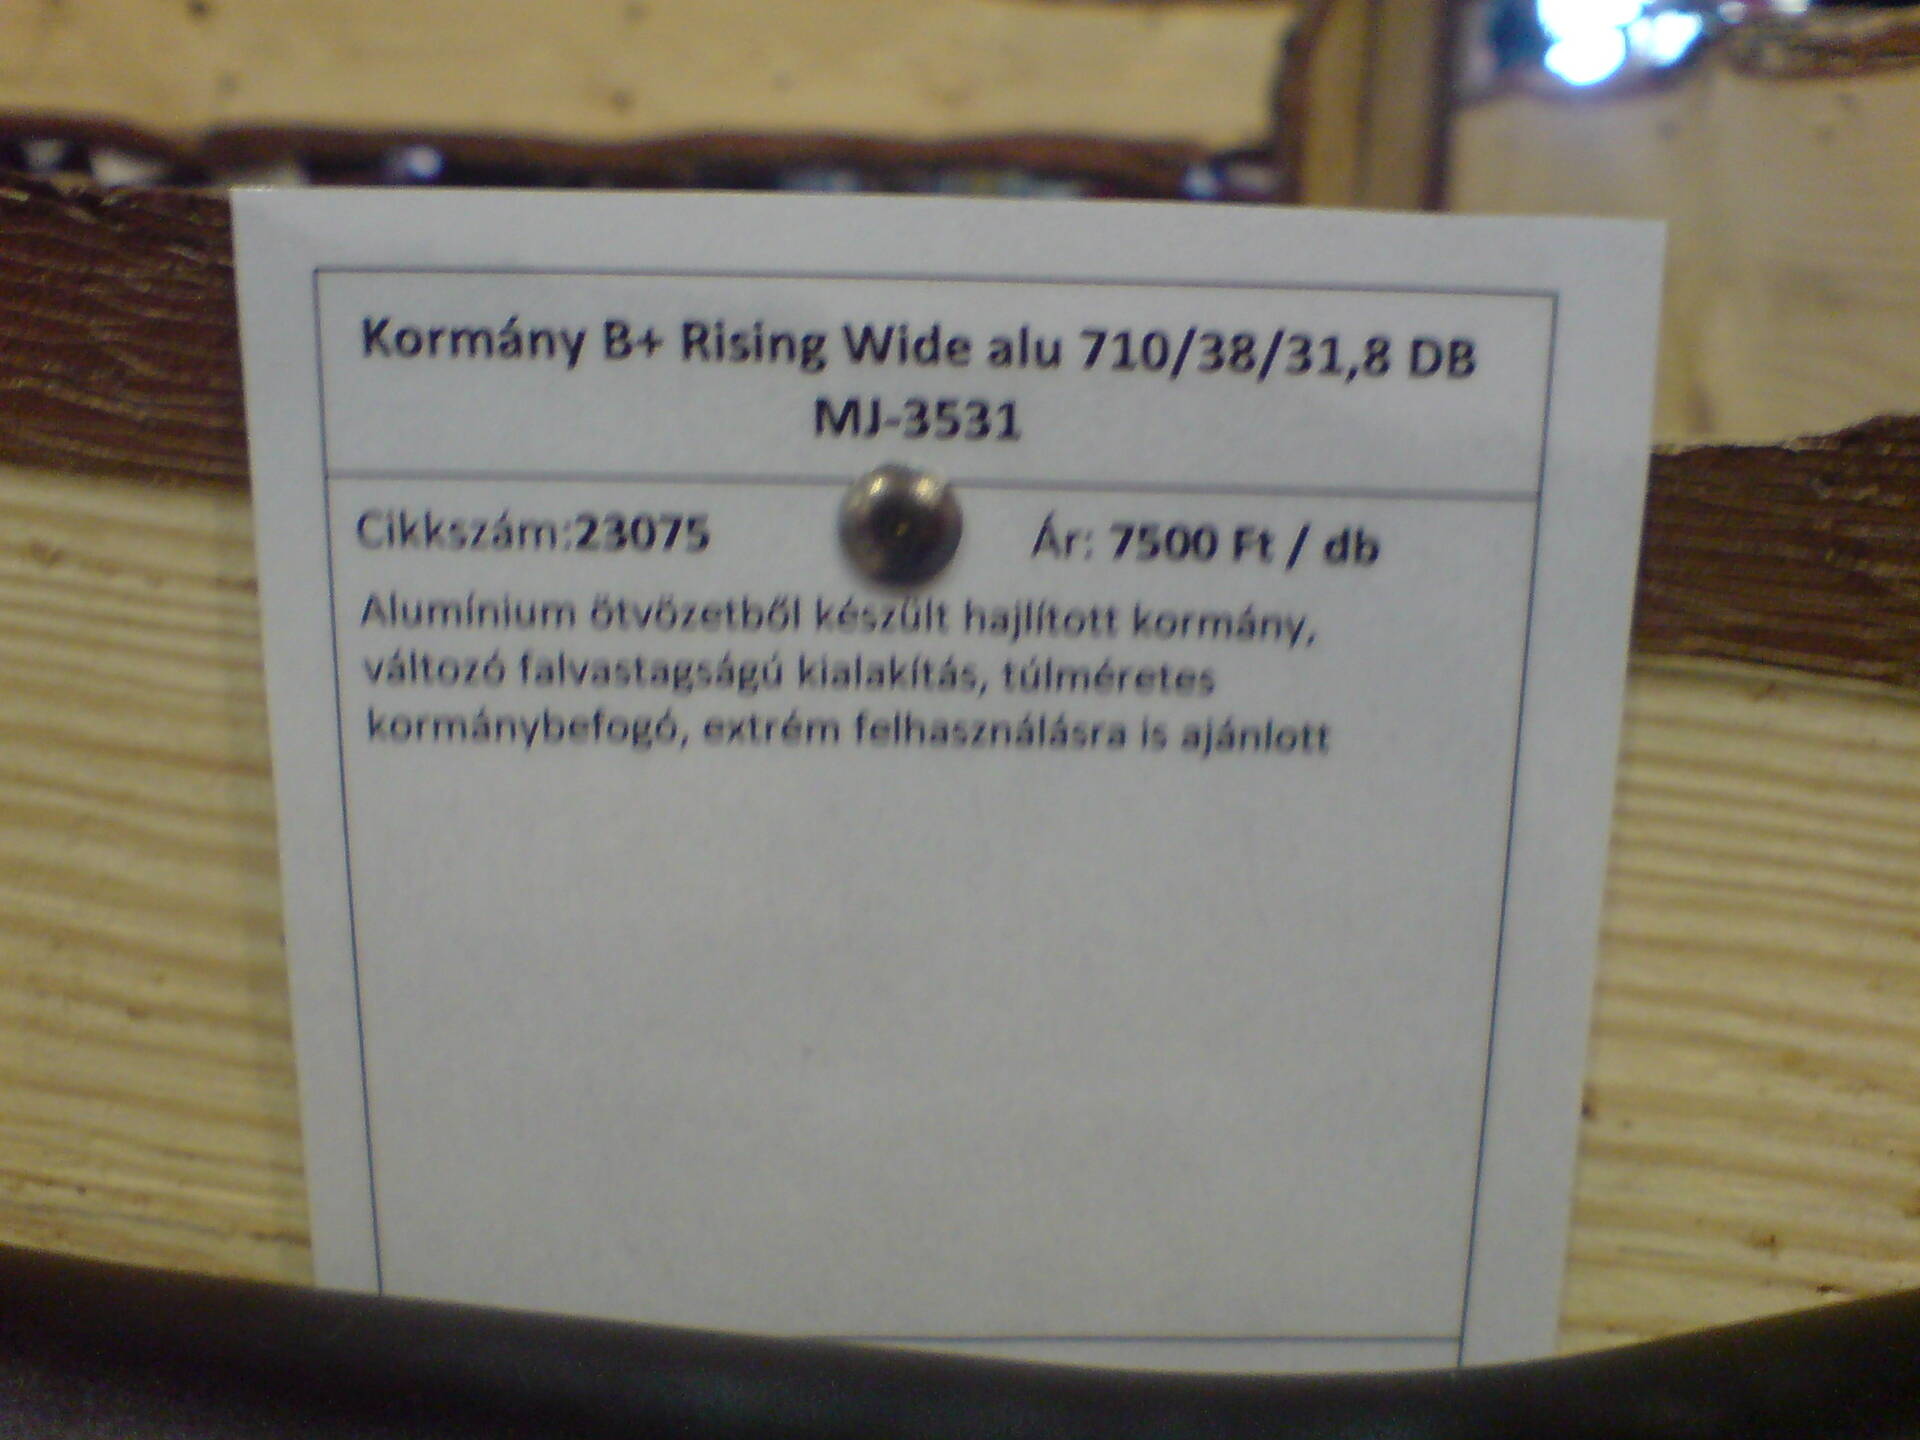 Kormány B+ Rising Wide alu 710/38/31,8 DB
MJ-3531
Cikkszám:23075 Ár: 7500 Ft / db
Alumínium ötvözetből készült hajlított kormány,
változó falvastagságú kialakítás, túlméretes
kormánybefogó, extrém felhasználásra is ajánlott